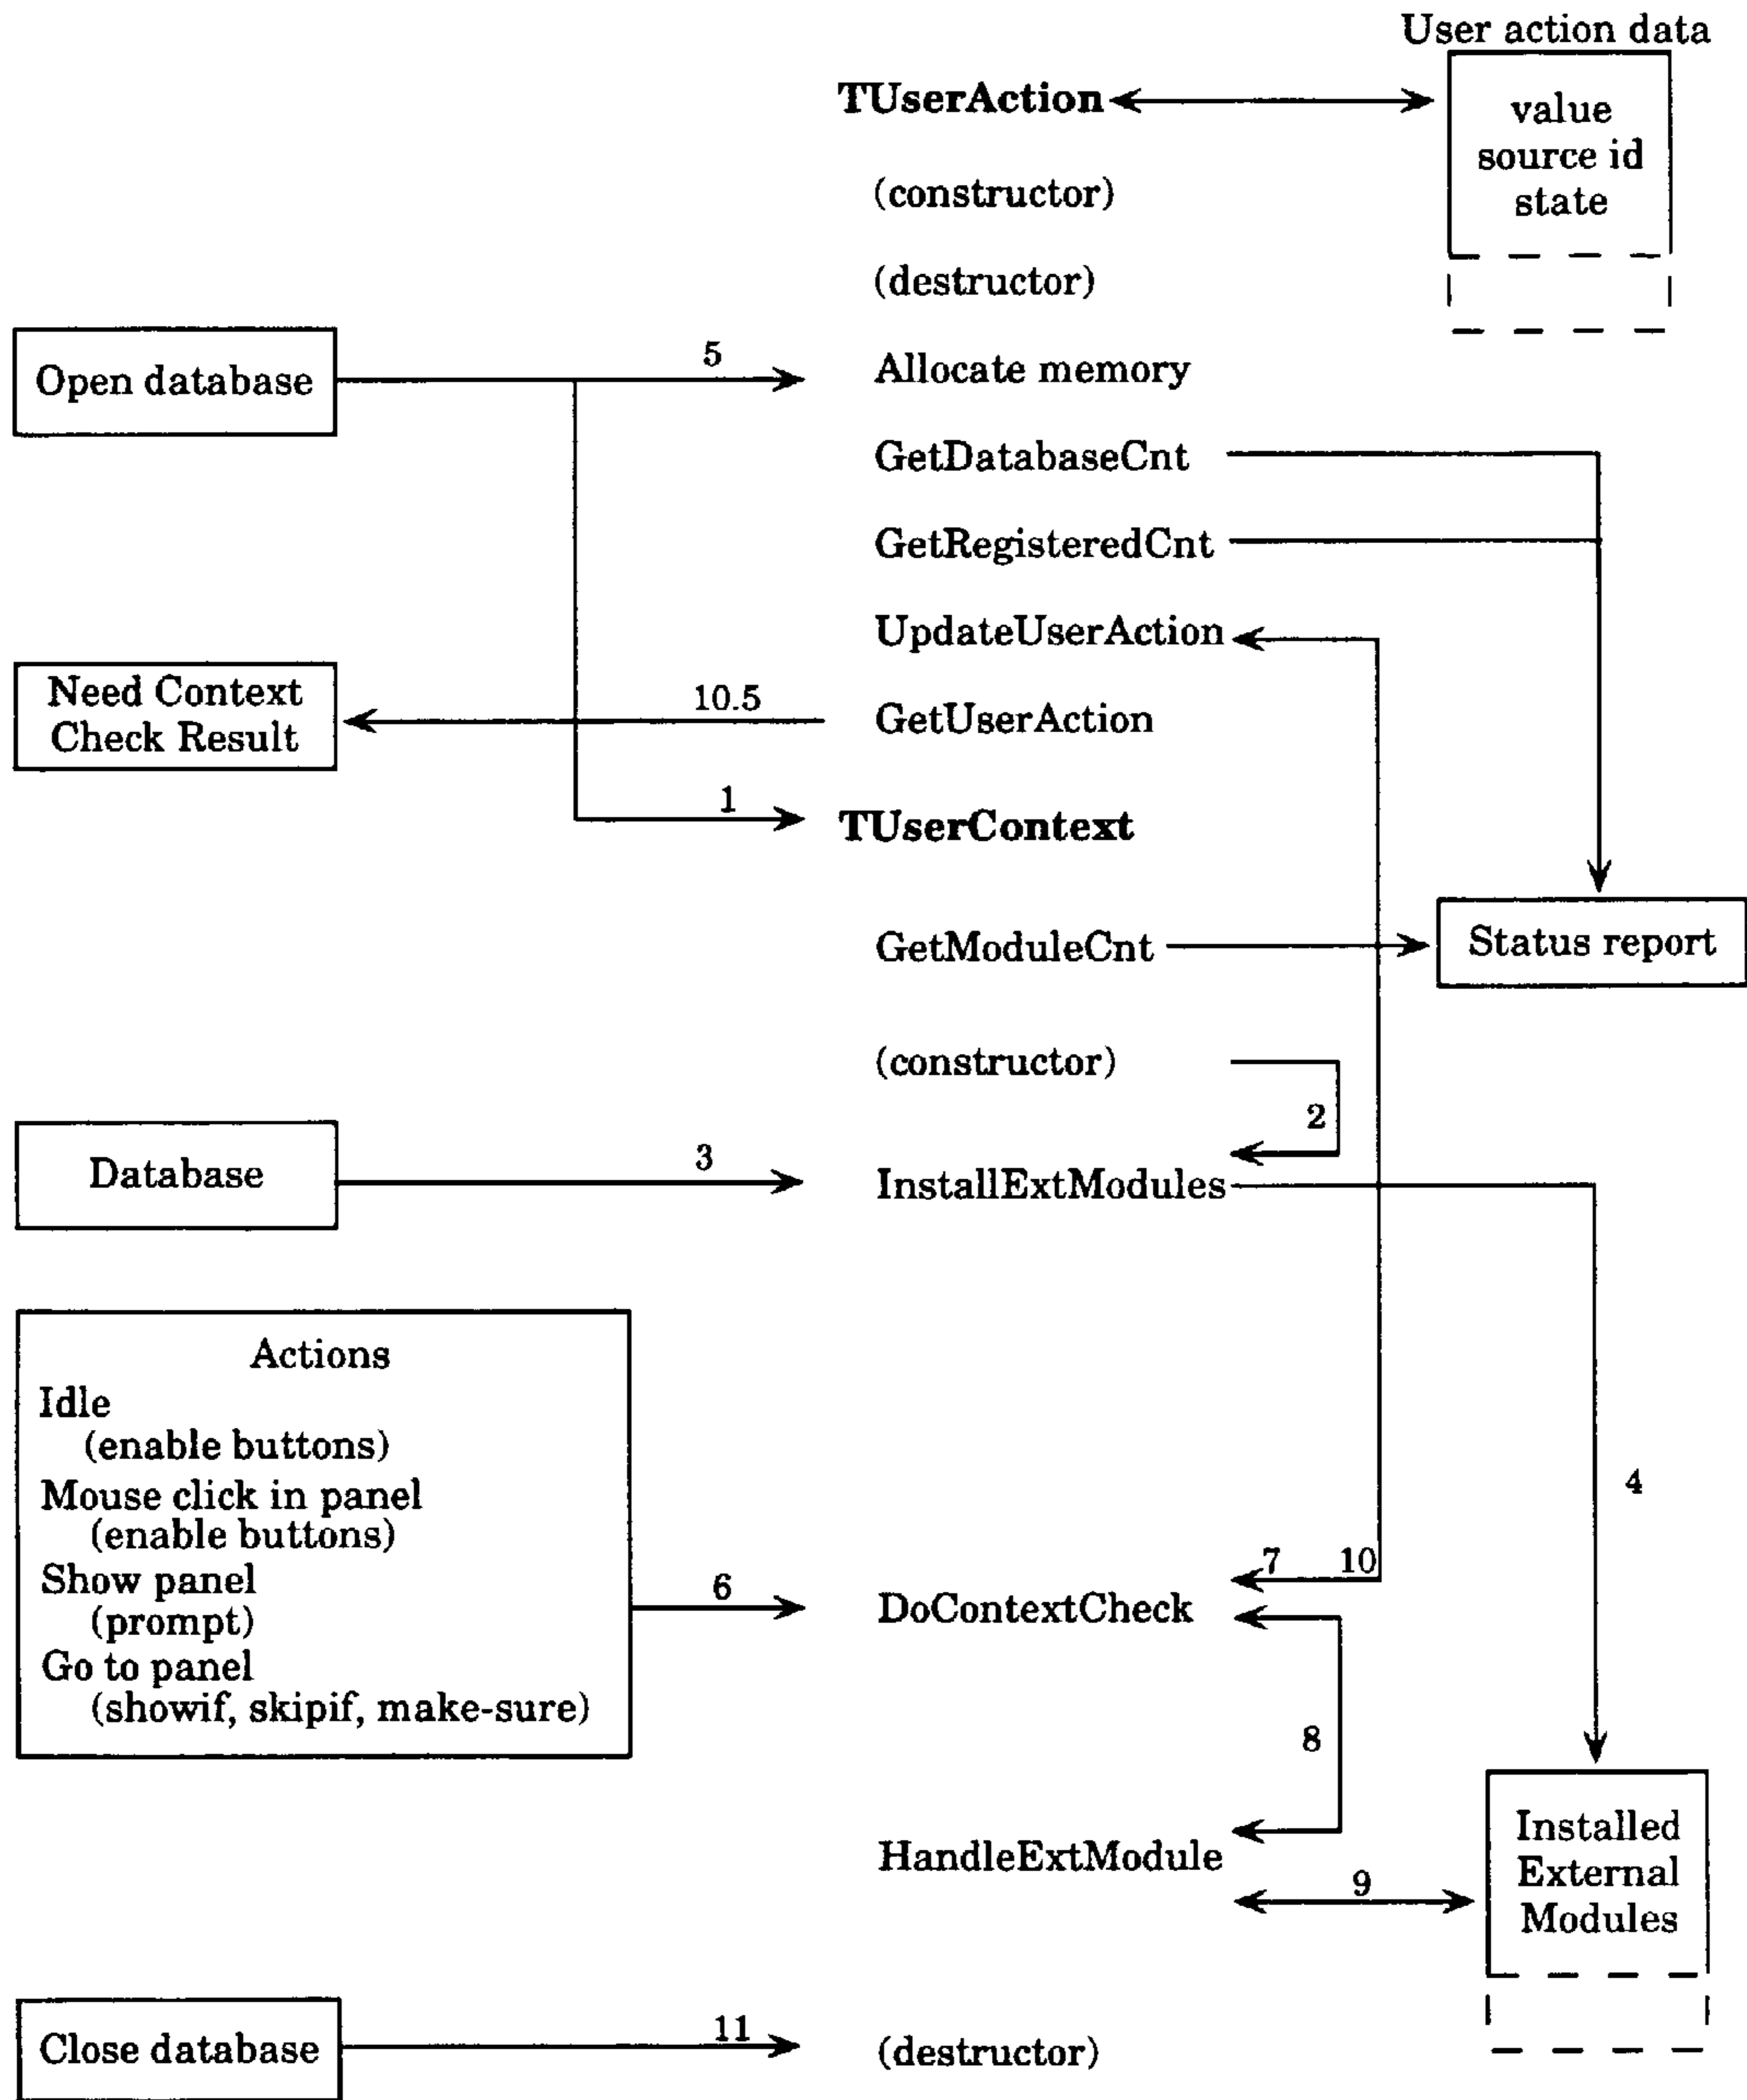 User action data
TUserAction
value
source id
state
(constructor)
(destructor)
Open database
5
Allocate memory
GetDatabaseCnt
GetRegisteredCnt
UpdateUserAction
Need Context
Check Result
10.5
GetUserAction
1
TUserContext
GetModuleCnt
Status report
(constructor)
2
Database
3
InstallExtModules
Actions
Idle
(enable buttons)
Mouse click in panel
(enable buttons)
Show panel
(prompt)
Go to panel
(showif, skipif, make-sure)
4
7 10
6
DoContextCheck
8
HandleExtModule
9
Installed
External
Modules
Close database
11
(destructor)